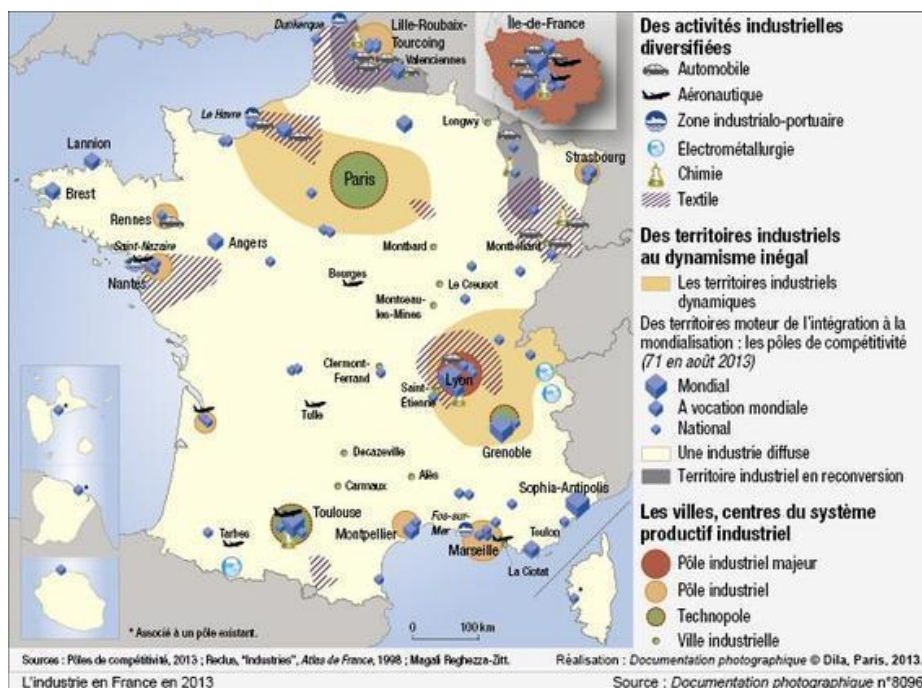 Île-de-France
Dunkerque
Lille-Roubaix-
Tourcoing
Valenciennes
Le Havre
Longwy
Lannion
Brest
Paris
Strasbourg
Rennes
Saint-Nazaire
Angers
Nantes
Montbard
Montbéliard
Bourges
Le Creusot
Montceau-
les-Mines
Clermont-
Ferrand
Lyon
Saint-
Étienne
Tulle
Grenoble
Decazeville
Carmaux
Alès
Sophia-Antipolis
Toulouse
Tarbes
Montpellier
Fos-sur-
Mer
Marseille
Toulon
La Ciotat
* Associé à un pôle existant.
0 100 km
*
*
*
Des activités industrielles
diversifiées
Automobile
Aéronautique
Zone industrialo-portuaire
Électrométallurgie
Chimie
Textile
Des territoires industriels
au dynamisme inégal
Les territoires industriels
dynamiques
Des territoires moteur de l'intégration à la
mondialisation : les pôles de compétitivité
(71 en août 2013)
Mondial
A vocation mondiale
National
Une industrie diffuse
Territoire industriel en reconversion
Les villes, centres du système
productif industriel
Pôle industriel majeur
Pôle industriel
Technopole
Ville industrielle
Sources : Pôles de compétitivité, 2013 ; Reclus, "Industries", Atlas de France, 1998 ; Magali Reghezza-Zitt.
Réalisation : Documentation photographique © Dila, Paris, 2013.
L'industrie en France en 2013
Source : Documentation photographique n°8096